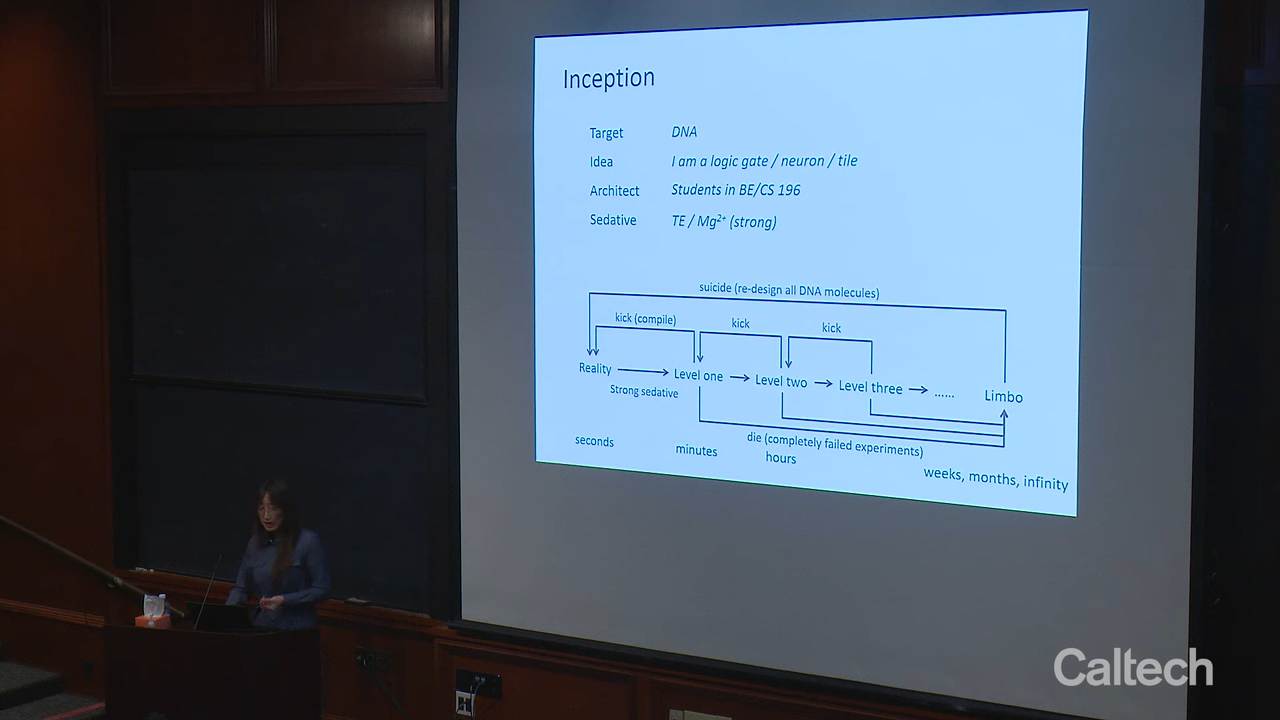 Inception
Target DNA
Idea I am a logic gate / neuron / tile
Architect Students in BE/CS 196
Sedative TE / Mg2+ (strong)
suicide (re-design all DNA molecules)
kick (compile) kick kick
Reality Level one Level two Level three ...... Limbo
Strong sedative
die (completely failed experiments)
seconds minutes hours weeks, months, infinity
Caltech